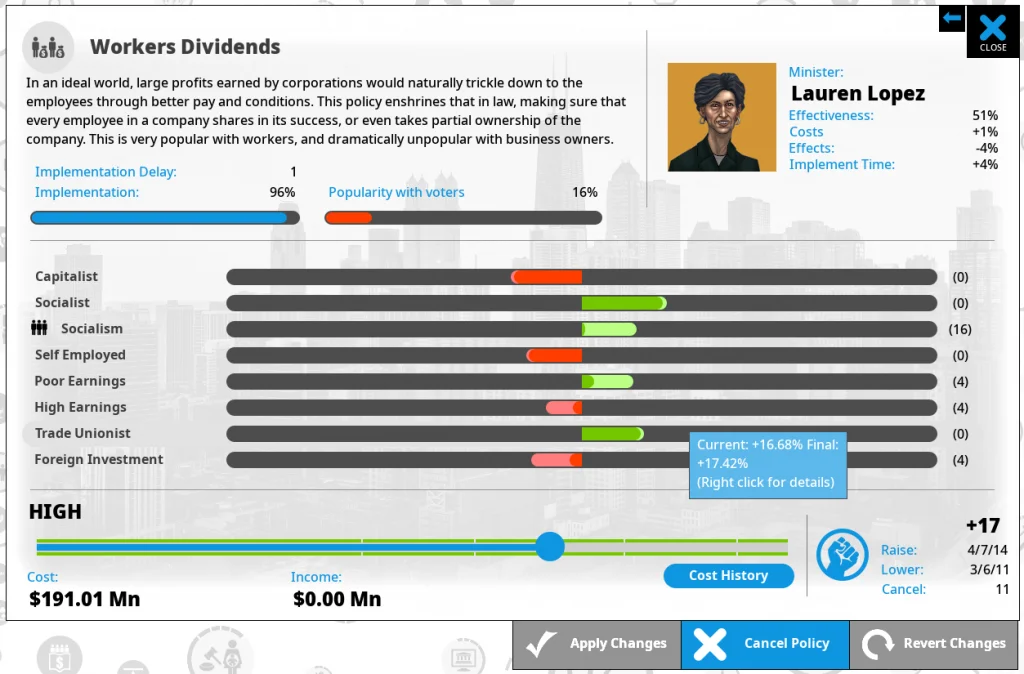 Workers Dividends
CLOSE
In an ideal world, large profits earned by corporations would naturally trickle down to the
employees through better pay and conditions. This policy enshrines that in law, making sure that
every employee in a company shares in its success, or even takes partial ownership of the
company. This is very popular with workers, and dramatically unpopular with business owners.
Minister:
Lauren Lopez
Effectiveness: 51%
Costs +1%
Effects: -4%
Implement Time: +4%
Implementation Delay: 1
Implementation: 96%
Popularity with voters 16%
Capitalist (0)
Socialist (0)
Socialism (16)
Self Employed (0)
Poor Earnings (4)
High Earnings (4)
Trade Unionist (0)
Foreign Investment (4)
Current: +16.68% Final:
+17.42%
(Right click for details)
HIGH
Cost:
$191.01 Mn
Income:
$0.00 Mn
Cost History
+17
Raise: 4/7/14
Lower: 3/6/11
Cancel: 11
Apply Changes
Cancel Policy
Revert Changes